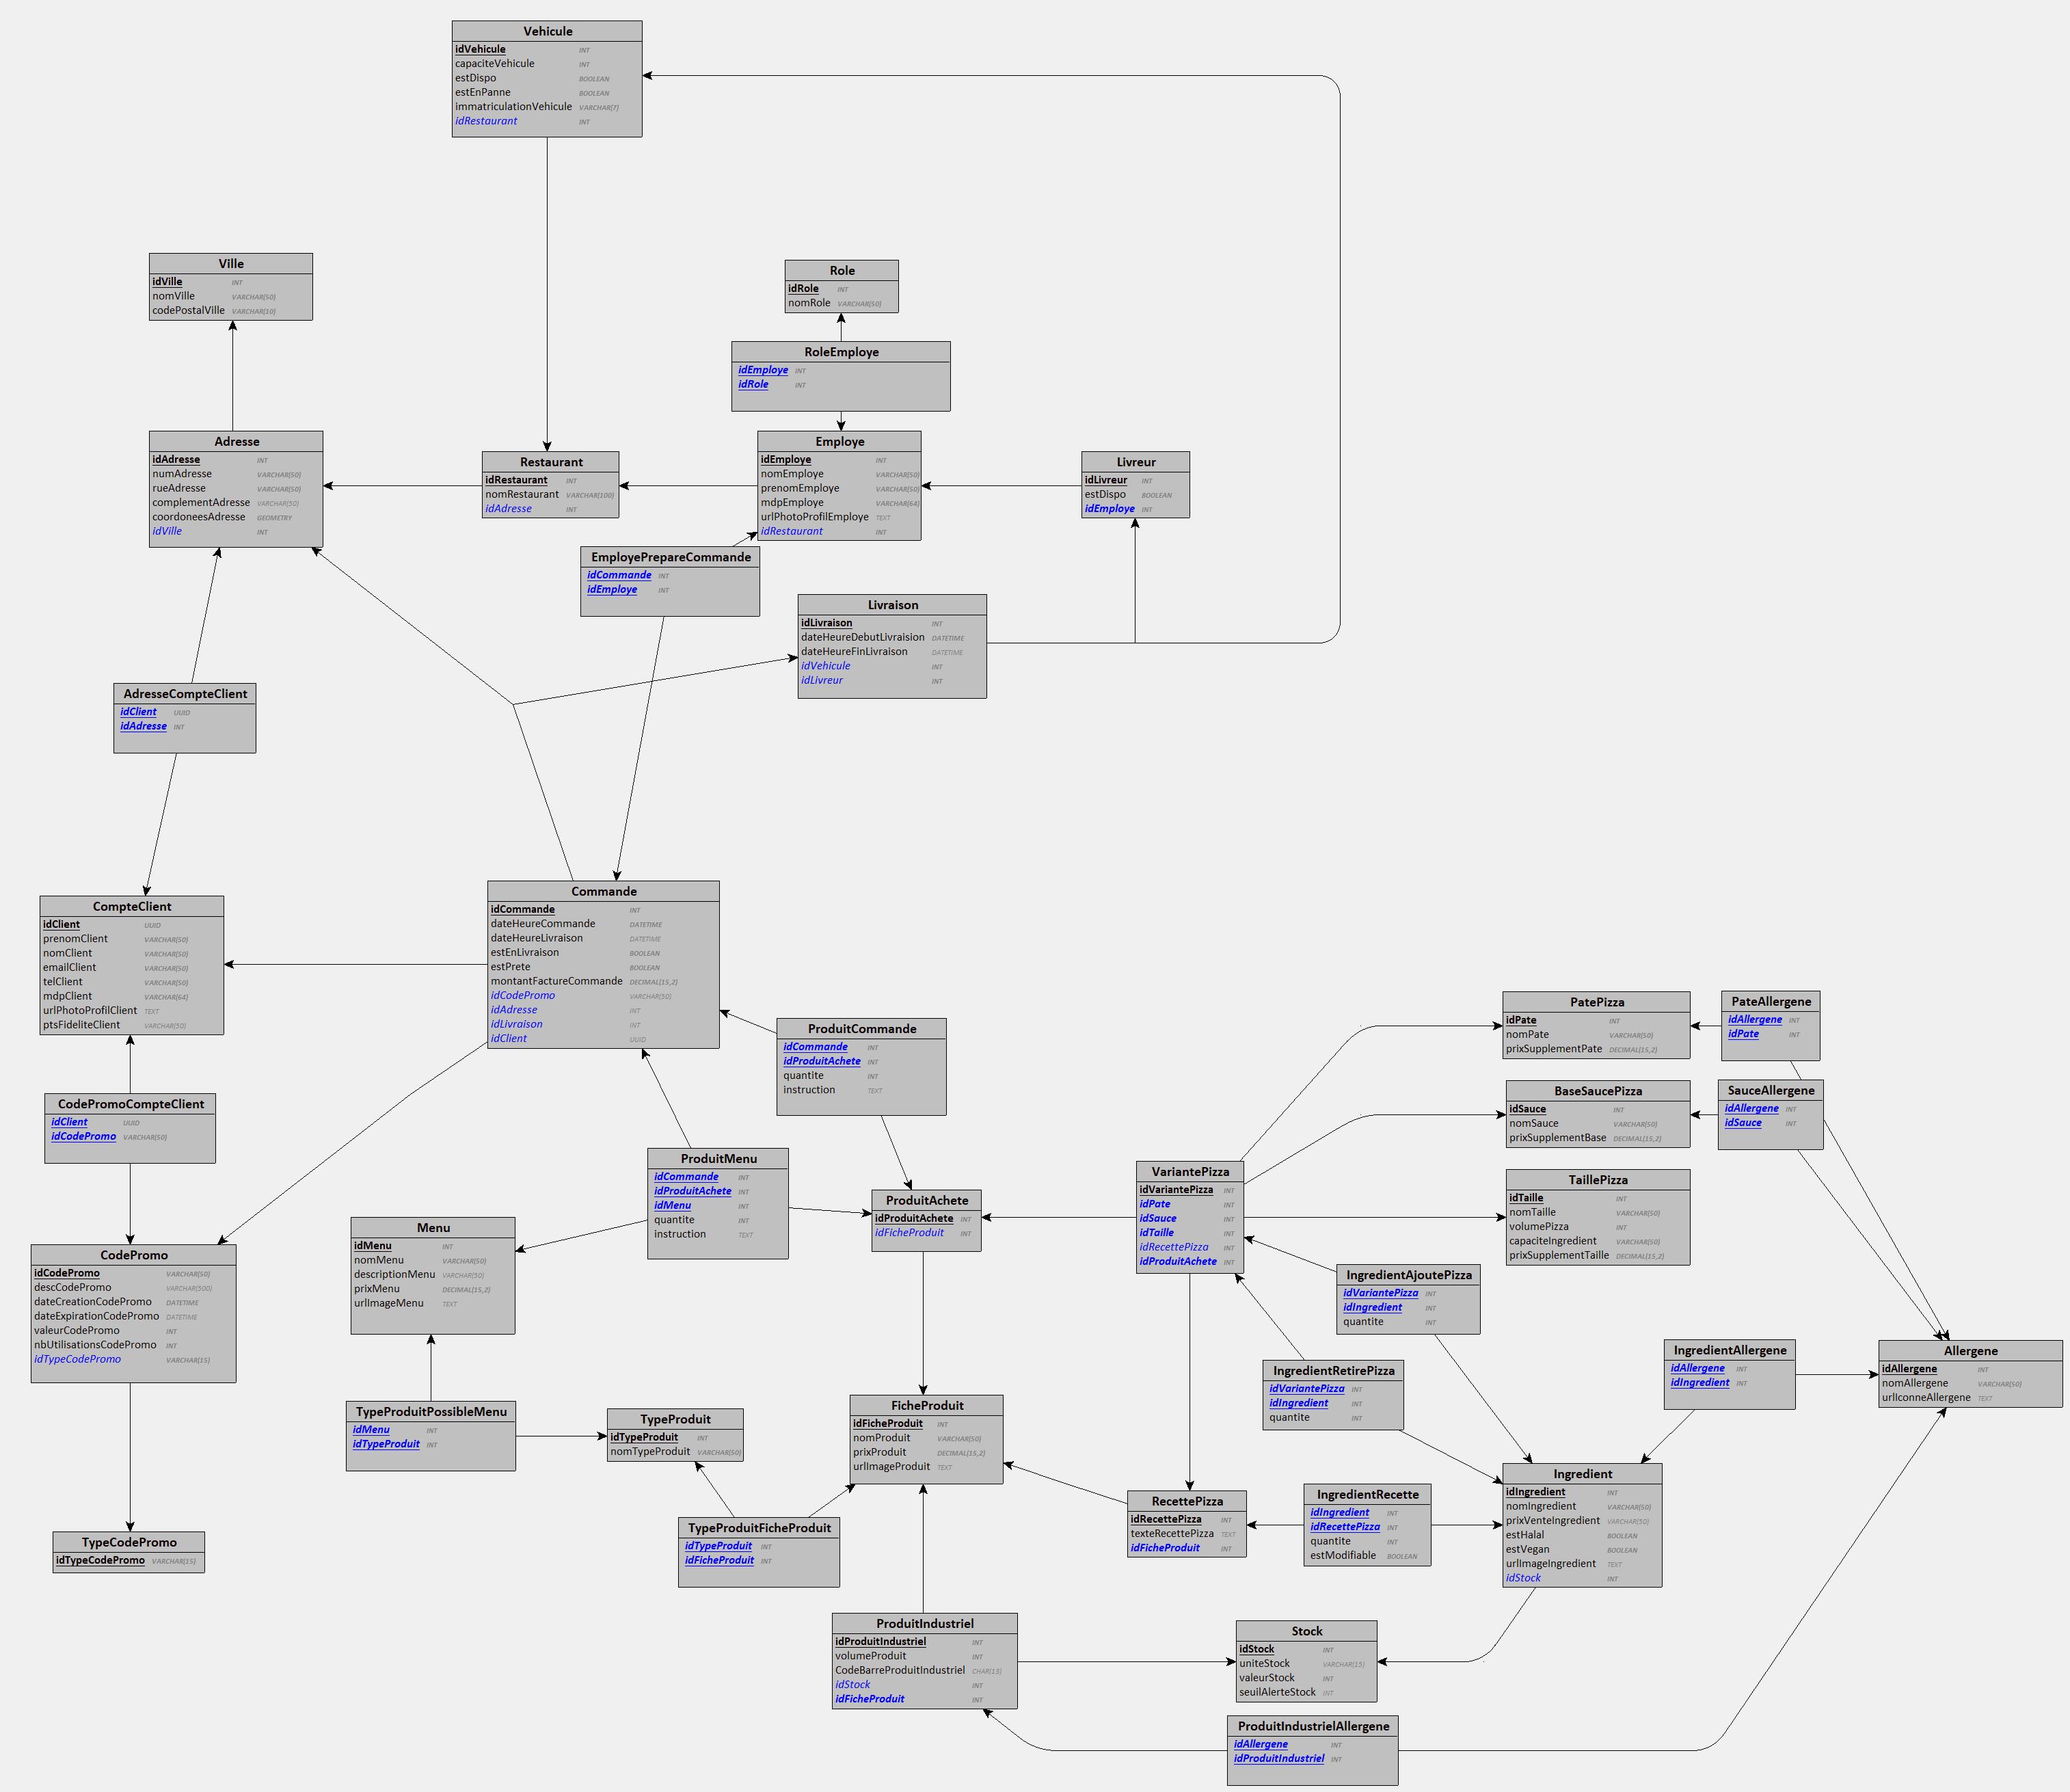 Vehicule
idVehicule INT
capaciteVehicule INT
estDispo BOOLEAN
estEnPanne BOOLEAN
immatriculationVehicule VARCHAR(7)
idRestaurant INT
Ville
idVille INT
nomVille VARCHAR(50)
codePostalVille VARCHAR(10)
Role
idRole INT
nomRole VARCHAR(50)
RoleEmploye
idEmploye INT
idRole INT
Adresse
idAdresse INT
numAdresse VARCHAR(50)
rueAdresse VARCHAR(50)
complementAdresse VARCHAR(50)
coordoneesAdresse GEOMETRY
idVille INT
Restaurant
idRestaurant INT
nomRestaurant VARCHAR(100)
idAdresse INT
Employe
idEmploye INT
nomEmploye VARCHAR(50)
prenomEmploye VARCHAR(50)
mdpEmploye VARCHAR(64)
urlPhotoProfilEmploye TEXT
idRestaurant INT
Livreur
idLivreur INT
estDispo BOOLEAN
idEmploye INT
EmployePrepareCommande
idCommande INT
idEmploye INT
Livraison
idLivraison INT
dateHeureDebutLivraision DATETIME
dateHeureFinLivraison DATETIME
idVehicule INT
idLivreur INT
AdresseCompteClient
idClient UUID
idAdresse INT
CompteClient
idClient UUID
prenomClient VARCHAR(50)
nomClient VARCHAR(50)
emailClient VARCHAR(50)
telClient VARCHAR(50)
mdpClient VARCHAR(64)
urlPhotoProfilClient TEXT
ptsFideliteClient VARCHAR(50)
Commande
idCommande INT
dateHeureCommande DATETIME
dateHeureLivraison DATETIME
estEnLivraison BOOLEAN
estPrete BOOLEAN
montantFactureCommande DECIMAL(15,2)
idCodePromo VARCHAR(50)
idAdresse INT
idLivraison INT
idClient UUID
ProduitCommande
idCommande INT
idProduitAchete INT
quantite INT
instruction TEXT
PatePizza
idPate INT
nomPate VARCHAR(50)
prixSupplementPate DECIMAL(15,2)
PateAllergene
idAllergene INT
idPate INT
BaseSaucePizza
idSauce INT
nomSauce VARCHAR(50)
prixSupplementBase DECIMAL(15,2)
SauceAllergene
idAllergene INT
idSauce INT
CodePromoCompteClient
idClient UUID
idCodePromo VARCHAR(50)
ProduitMenu
idCommande INT
idProduitAchete INT
idMenu INT
quantite INT
instruction TEXT
ProduitAchete
idProduitAchete INT
idFicheProduit INT
VariantePizza
idVariantePizza INT
idPate INT
idSauce INT
idTaille INT
idRecettePizza INT
idProduitAchete INT
TaillePizza
idTaille INT
nomTaille VARCHAR(50)
volumePizza INT
capaciteIngredient VARCHAR(50)
prixSupplementTaille DECIMAL(15,2)
Menu
idMenu INT
nomMenu VARCHAR(50)
descriptionMenu VARCHAR(50)
prixMenu DECIMAL(15,2)
urlImageMenu TEXT
CodePromo
idCodePromo VARCHAR(50)
descCodePromo VARCHAR(500)
dateCreationCodePromo DATETIME
dateExpirationCodePromo DATETIME
valeurCodePromo INT
nbUtilisationsCodePromo INT
idTypeCodePromo VARCHAR(15)
IngredientAjoutePizza
idVariantePizza INT
idIngredient INT
quantite INT
IngredientRetirePizza
idVariantePizza INT
idIngredient INT
quantite INT
IngredientAllergene
idAllergene INT
idIngredient INT
Allergene
idAllergene INT
nomAllergene VARCHAR(50)
urlIconneAllergene TEXT
TypeProduitPossibleMenu
idMenu INT
idTypeProduit INT
TypeProduit
idTypeProduit INT
nomTypeProduit VARCHAR(50)
FicheProduit
idFicheProduit INT
nomProduit VARCHAR(50)
prixProduit DECIMAL(15,2)
urlImageProduit TEXT
TypeProduitFicheProduit
idTypeProduit INT
idFicheProduit INT
RecettePizza
idRecettePizza INT
texteRecettePizza TEXT
idFicheProduit INT
IngredientRecette
idIngredient INT
idRecettePizza INT
quantite INT
estModifiable BOOLEAN
Ingredient
idIngredient INT
nomIngredient VARCHAR(50)
prixVenteIngredient VARCHAR(50)
estHalal BOOLEAN
estVegan BOOLEAN
urlImageIngredient TEXT
idStock INT
TypeCodePromo
idTypeCodePromo VARCHAR(15)
ProduitIndustriel
idProduitIndustriel INT
volumeProduit INT
CodeBarreProduitIndustriel CHAR(13)
idStock INT
idFicheProduit INT
Stock
idStock INT
uniteStock VARCHAR(15)
valeurStock INT
seuilAlerteStock INT
ProduitIndustrielAllergene
idAllergene INT
idProduitIndustriel INT